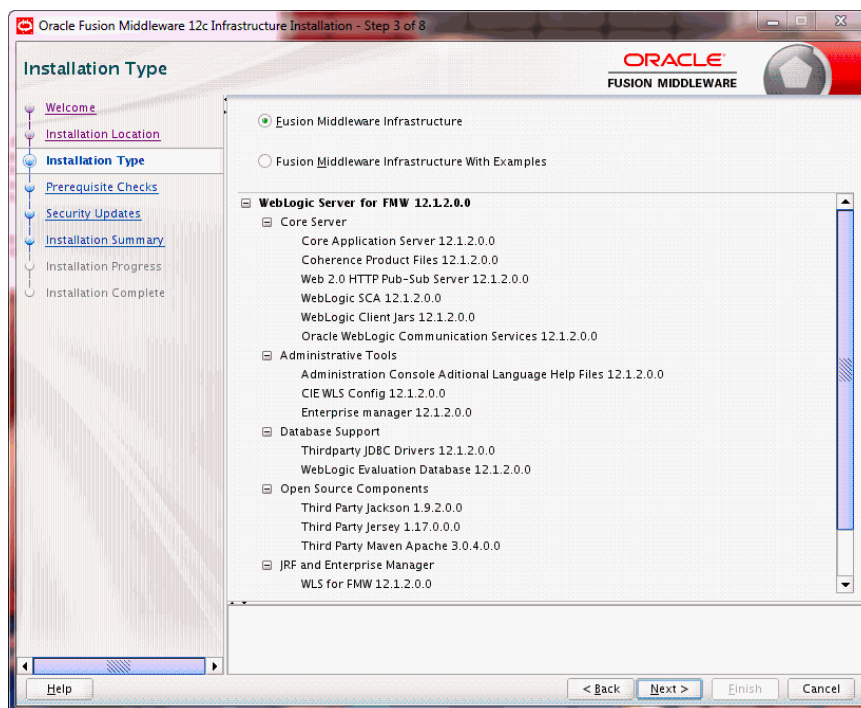 Oracle Fusion Middleware 12c Infrastructure Installation - Step 3 of 8
Installation Type
ORACLE
FUSION MIDDLEWARE
Welcome
Installation Location
Installation Type
Prerequisite Checks
Security Updates
Installation Summary
Installation Progress
Installation Complete
Fusion Middleware Infrastructure
Fusion Middleware Infrastructure With Examples
WebLogic Server for FMW 12.1.2.0.0
Core Server
Core Application Server 12.1.2.0.0
Coherence Product Files 12.1.2.0.0
Web 2.0 HTTP Pub-Sub Server 12.1.2.0.0
WebLogic SCA 12.1.2.0.0
WebLogic Client Jars 12.1.2.0.0
Oracle WebLogic Communication Services 12.1.2.0.0
Administrative Tools
Administration Console Aditional Language Help Files 12.1.2.0.0
CIE WLS Config 12.1.2.0.0
Enterprise manager 12.1.2.0.0
Database Support
Thirdparty JDBC Drivers 12.1.2.0.0
WebLogic Evaluation Database 12.1.2.0.0
Open Source Components
Third Party Jackson 1.9.2.0.0
Third Party Jersey 1.17.0.0.0
Third Party Maven Apache 3.0.4.0.0
JRF and Enterprise Manager
WLS for FMW 12.1.2.0.0
Help
< Back
Next >
Finish
Cancel